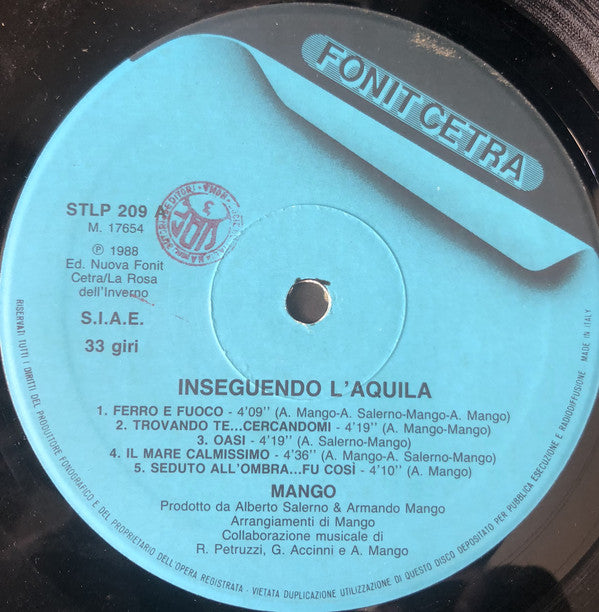 FONIT CETRA
STLP 209 A
M. 17654
℗ 1988
Ed. Nuova Fonit
Cetra/La Rosa
dell'Inverno
S.I.A.E.
33 giri
INSEGUENDO L'AQUILA
1. FERRO E FUOCO - 4'09'' (A. Mango-A. Salerno-Mango-A. Mango)
2. TROVANDO TE...CERCANDOMI - 4'19'' (A. Mango-Mango)
3. OASI - 4'19'' (A. Salerno-Mango)
4. IL MARE CALMISSIMO - 4'36'' (A. Mango-A. Salerno-Mango)
5. SEDUTO ALL'OMBRA...FU COSÌ - 4'10'' (A. Mango)
MANGO
Prodotto da Alberto Salerno & Armando Mango
Arrangiamenti di Mango
Collaborazione musicale di
R. Petruzzi, G. Accinni e A. Mango
RISERVATI TUTTI I DIRITTI DEL PRODUTTORE FONOGRAFICO E DEL PROPRIETARIO DELL'OPERA REGISTRATA - VIETATA DUPLICAZIONE UTILIZZAZIONE DI QUESTO DISCO DEPOSITATO PER PUBBLICA ESECUZIONE E RADIODIFFUSIONE MADE IN ITALY